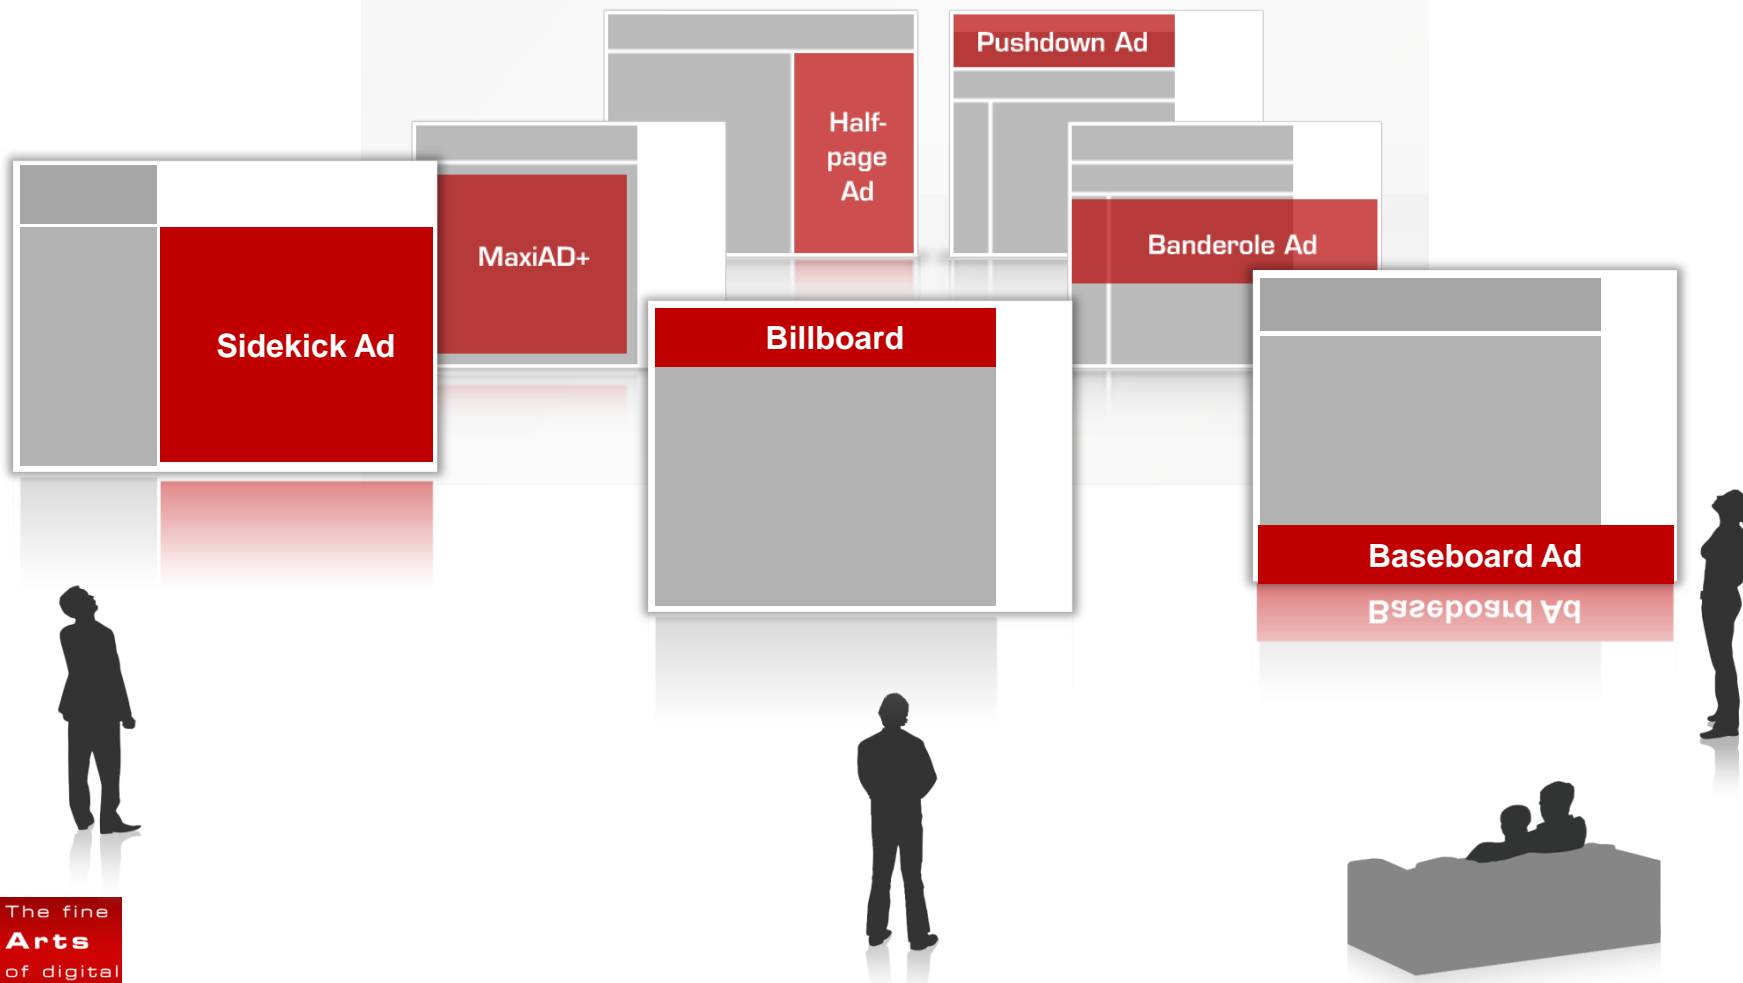 Pushdown Ad
Half-
page
Ad
MaxiAD+
Banderole Ad
Sidekick Ad
Billboard
Baseboard Ad
Baseboard Ad
The fine
Arts
of digital